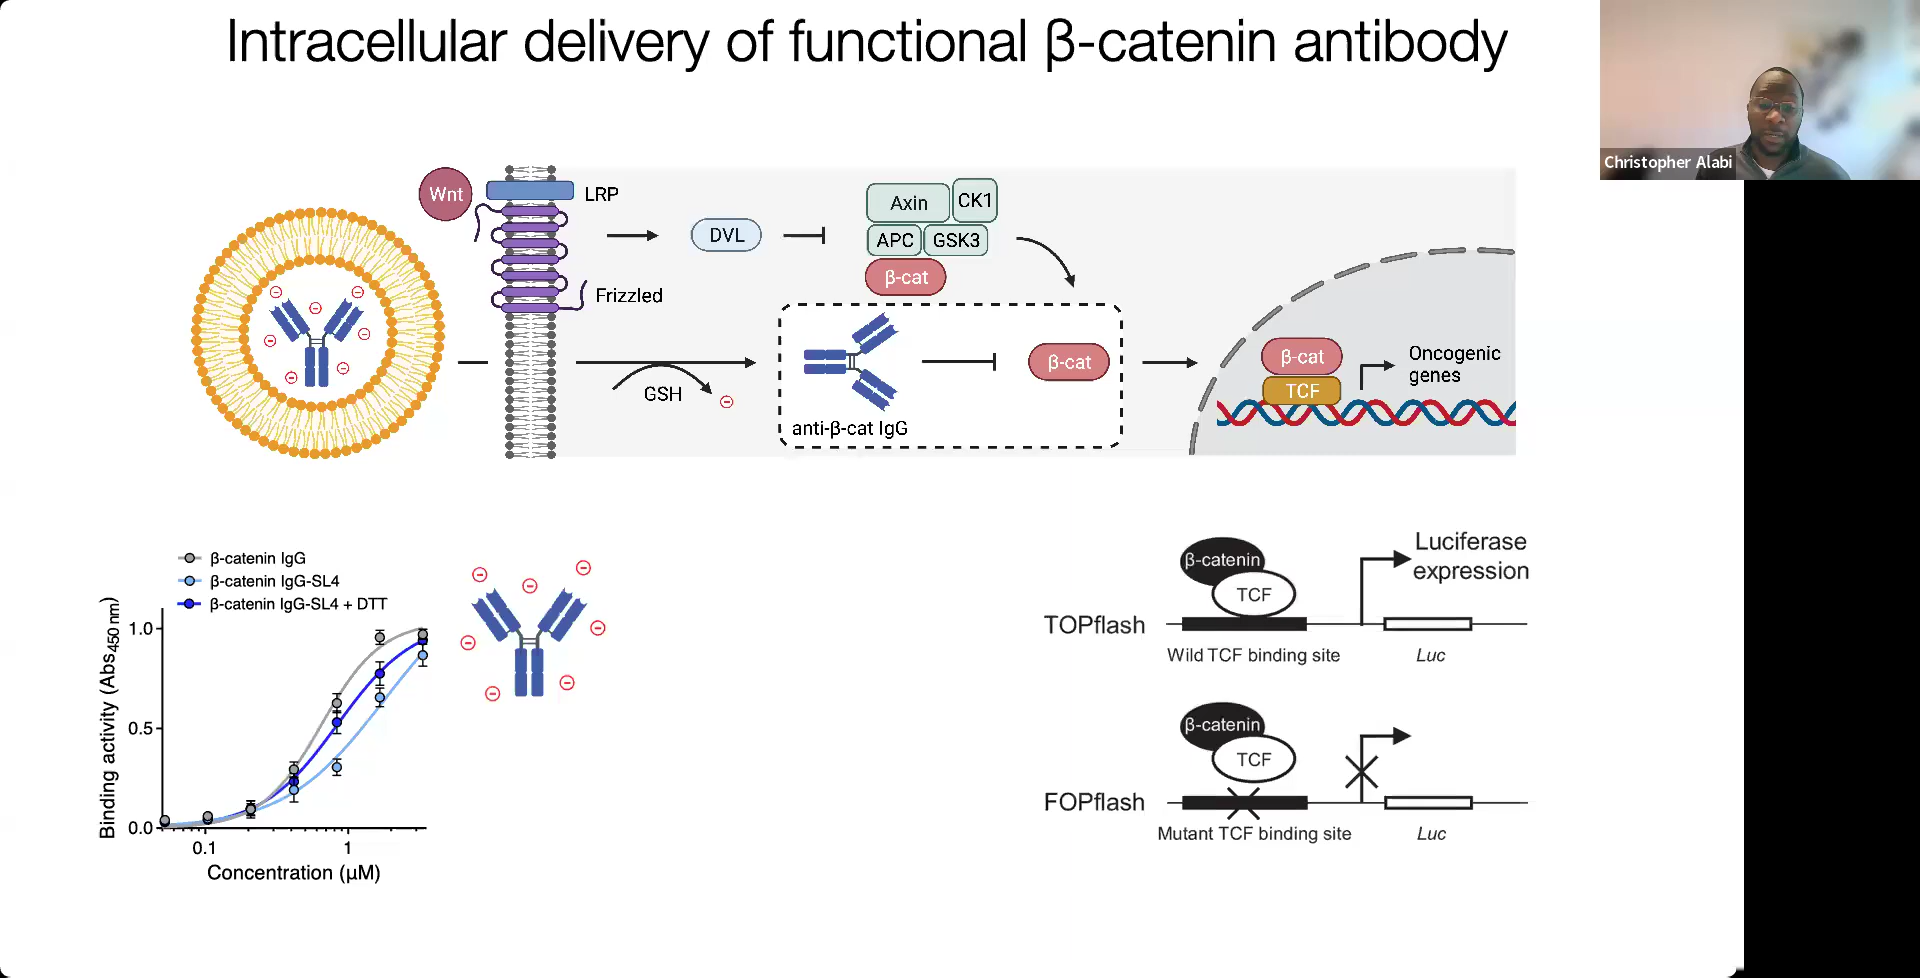 Intracellular delivery of functional β-catenin antibody
Christopher Alabi
Wnt
LRP
Frizzled
DVL
Axin
CK1
APC
GSK3
β-cat
GSH
anti-β-cat IgG
β-cat
β-cat
TCF
Oncogenic
genes
β-catenin IgG
β-catenin IgG-SL4
β-catenin IgG-SL4 + DTT
Binding activity (Abs450 nm)
1.0
0.5
0.0
0.1
1
Concentration (µM)
β-catenin
TCF
Luciferase
expression
TOPflash
Wild TCF binding site
Luc
β-catenin
TCF
FOPflash
Mutant TCF binding site
Luc